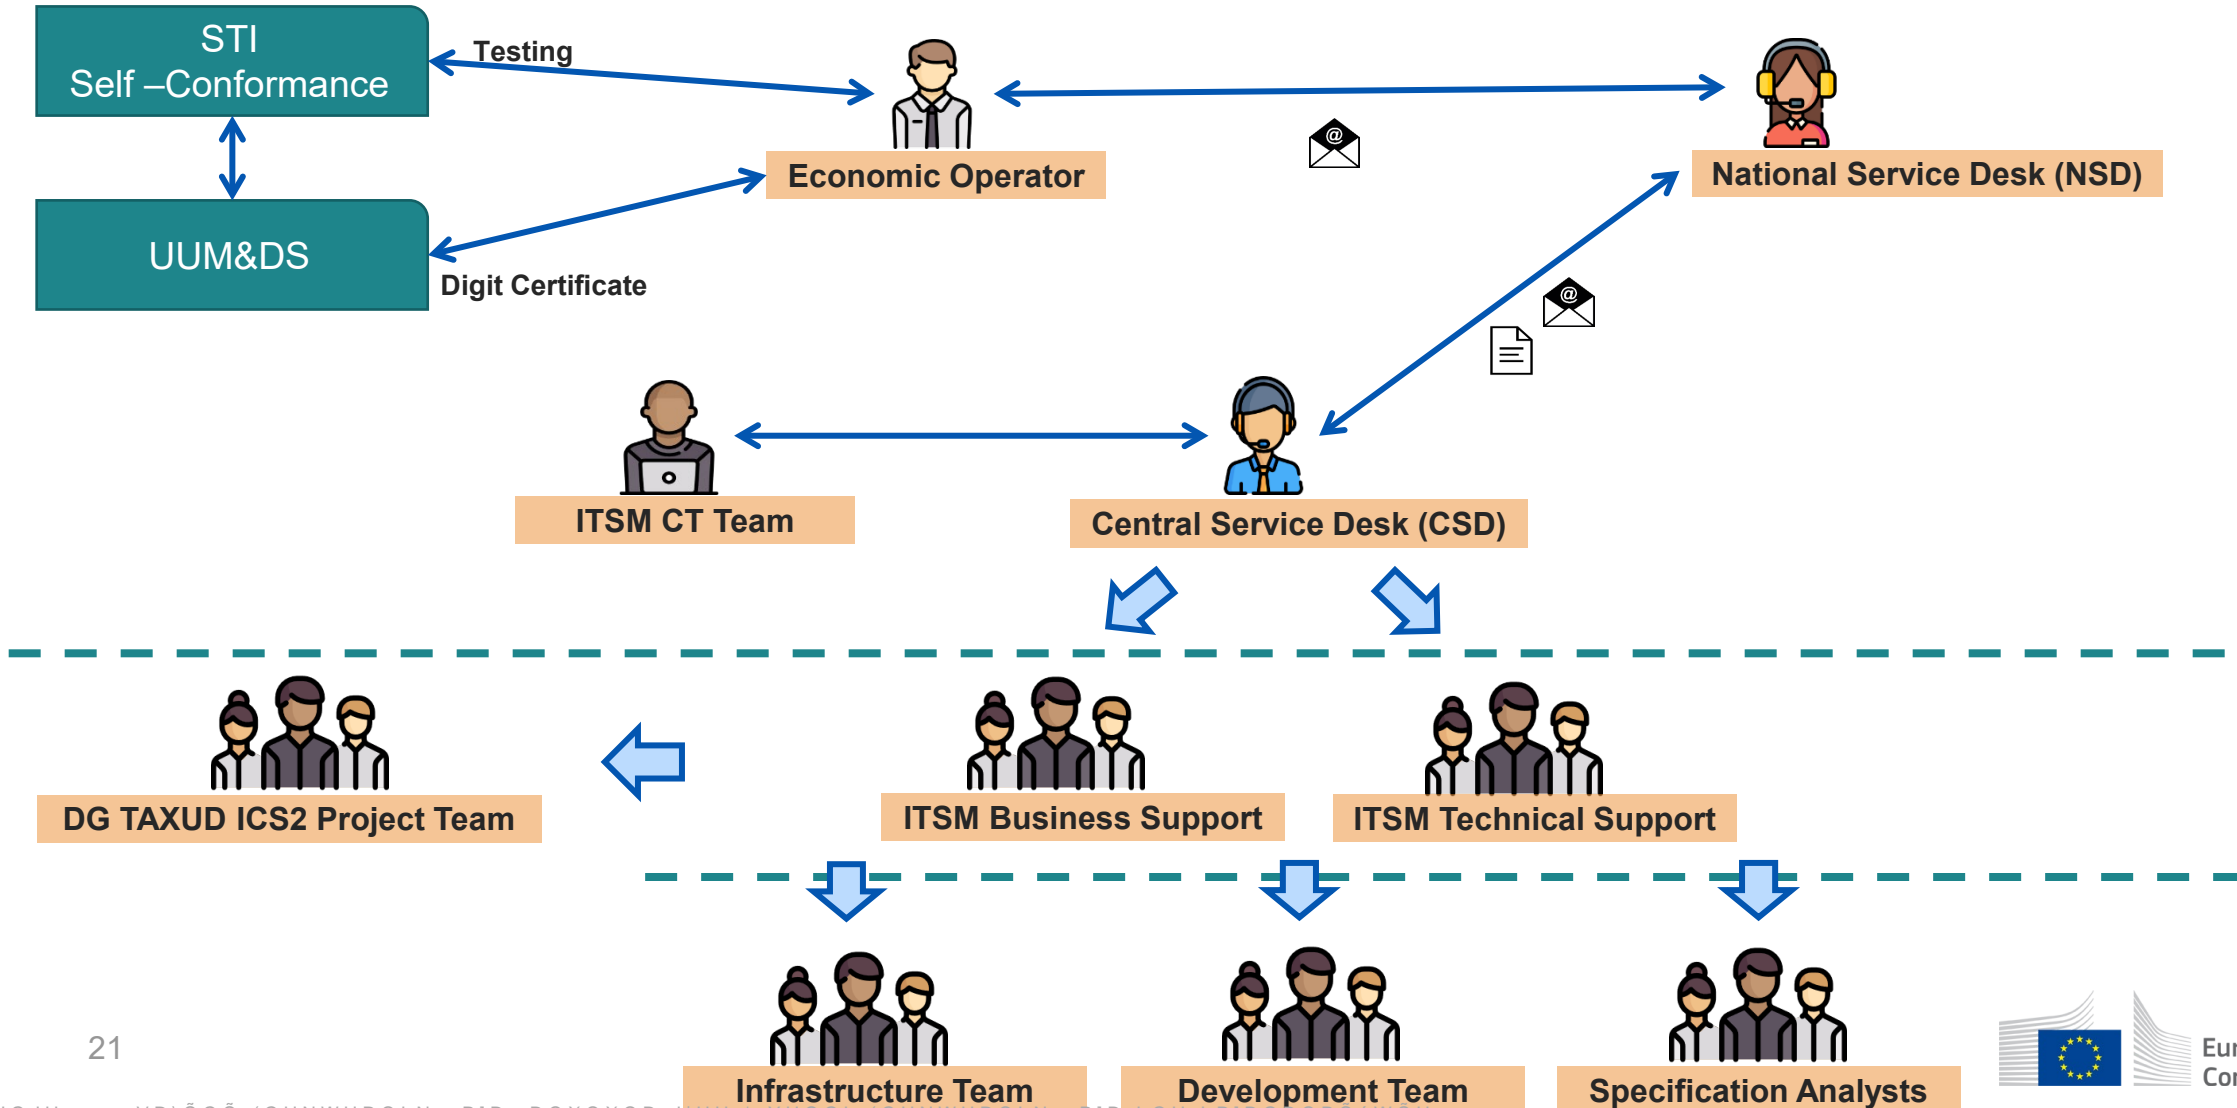 STI
Self –Conformance
Testing
Economic Operator
National Service Desk (NSD)
UUM&DS
Digit Certificate
@
@
ITSM CT Team
Central Service Desk (CSD)
DG TAXUD ICS2 Project Team
ITSM Business Support
ITSM Technical Support
21
Infrastructure Team
Development Team
Specification Analysts